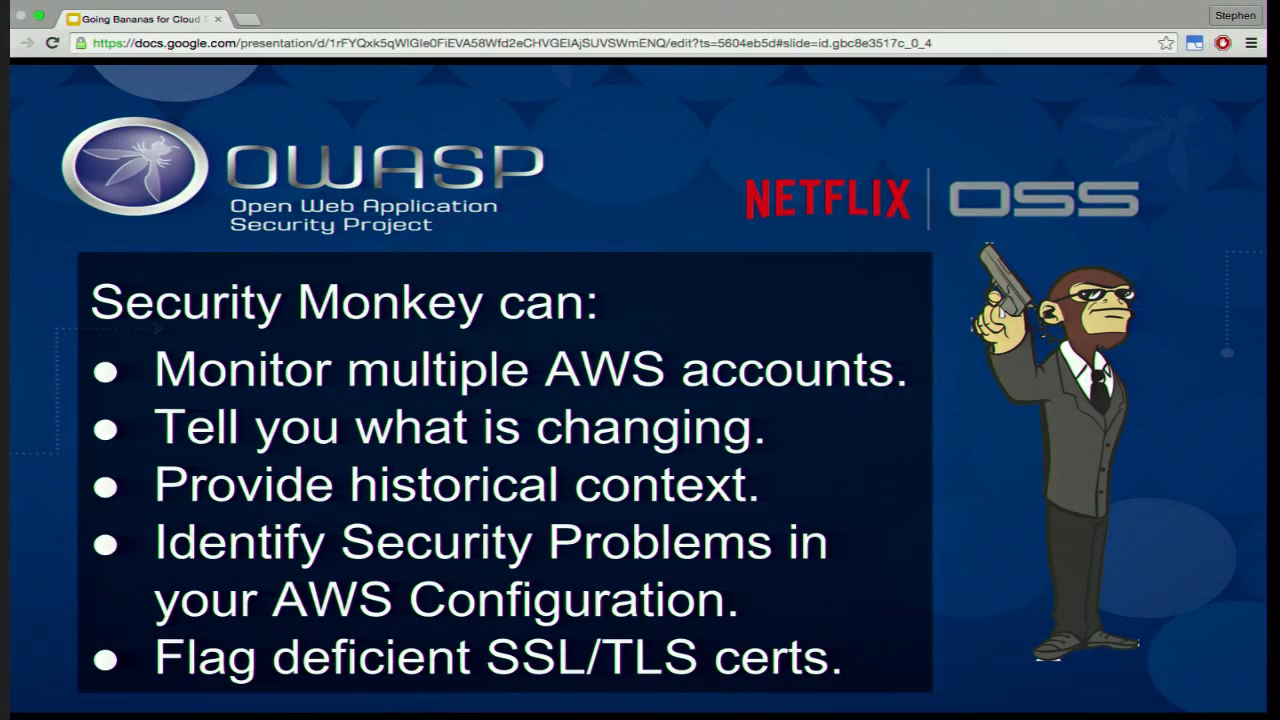 Going Bananas for Cloud
Stephen
https://docs.google.com/presentation/d/1rFYQxk5qWlGle0FiEVA58Wfd2eCHVGEIAjSUVSWmENQ/edit?ts=5604eb5d#slide=id.gbc8e3517c_0_4
OWASP
Open Web Application
Security Project
NETFLIX | OSS
Security Monkey can:
● Monitor multiple AWS accounts.
● Tell you what is changing.
● Provide historical context.
● Identify Security Problems in
your AWS Configuration.
● Flag deficient SSL/TLS certs.